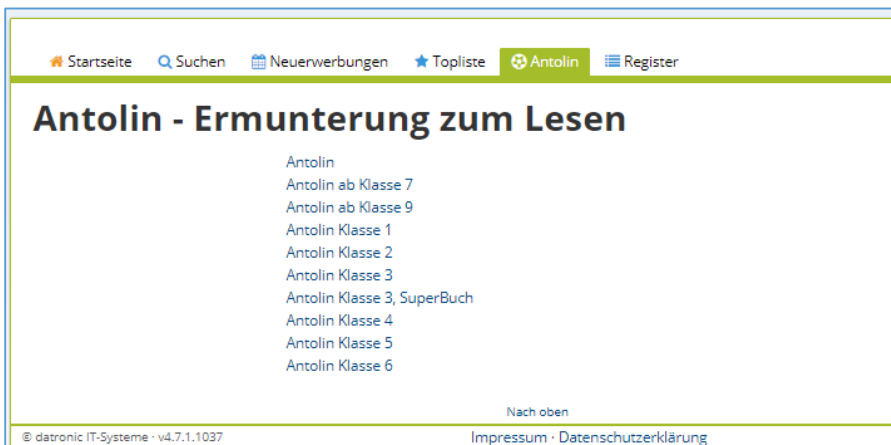 Startseite Suchen Neuerwerbungen Topliste Antolin Register
Antolin - Ermunterung zum Lesen
Antolin
Antolin ab Klasse 7
Antolin ab Klasse 9
Antolin Klasse 1
Antolin Klasse 2
Antolin Klasse 3
Antolin Klasse 3, SuperBuch
Antolin Klasse 4
Antolin Klasse 5
Antolin Klasse 6
Nach oben
© datronic IT-Systeme · v4.7.1.1037 Impressum · Datenschutzerklärung